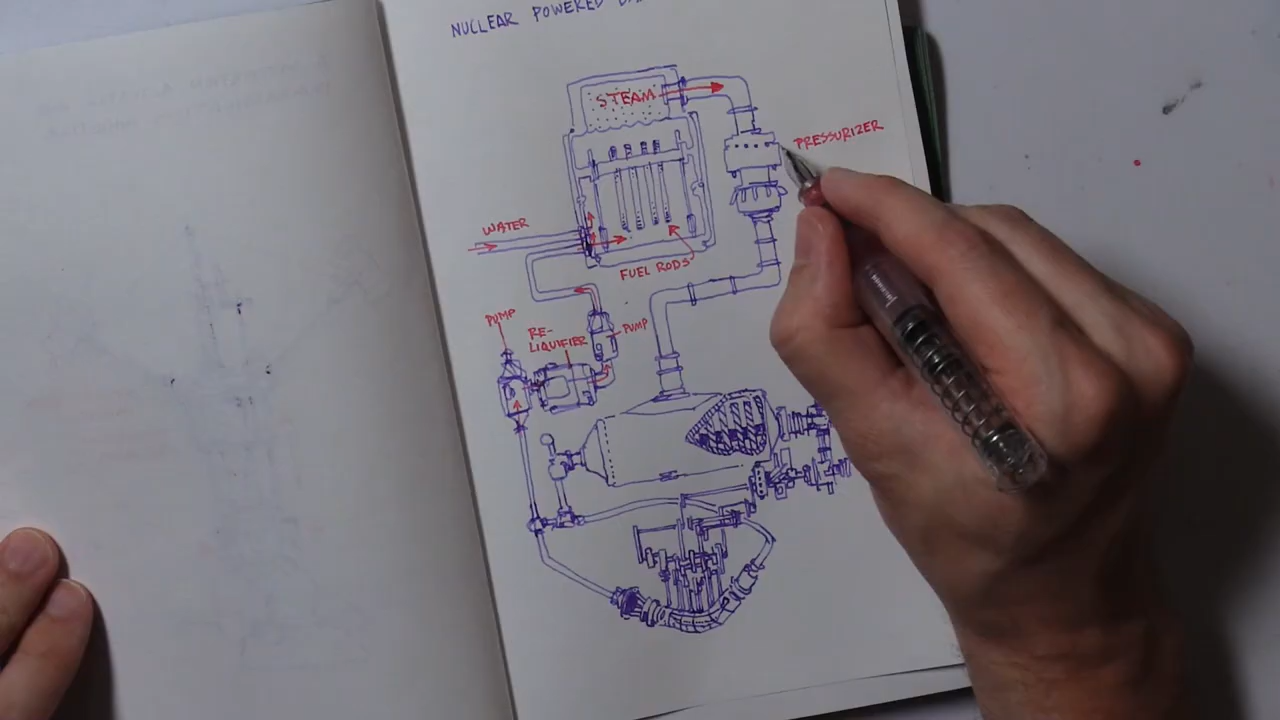 NUCLEAR POWERED
STEAM
PRESSURIZER
WATER
FUEL RODS
PUMP
RE-
LIQUIFIER
PUMP